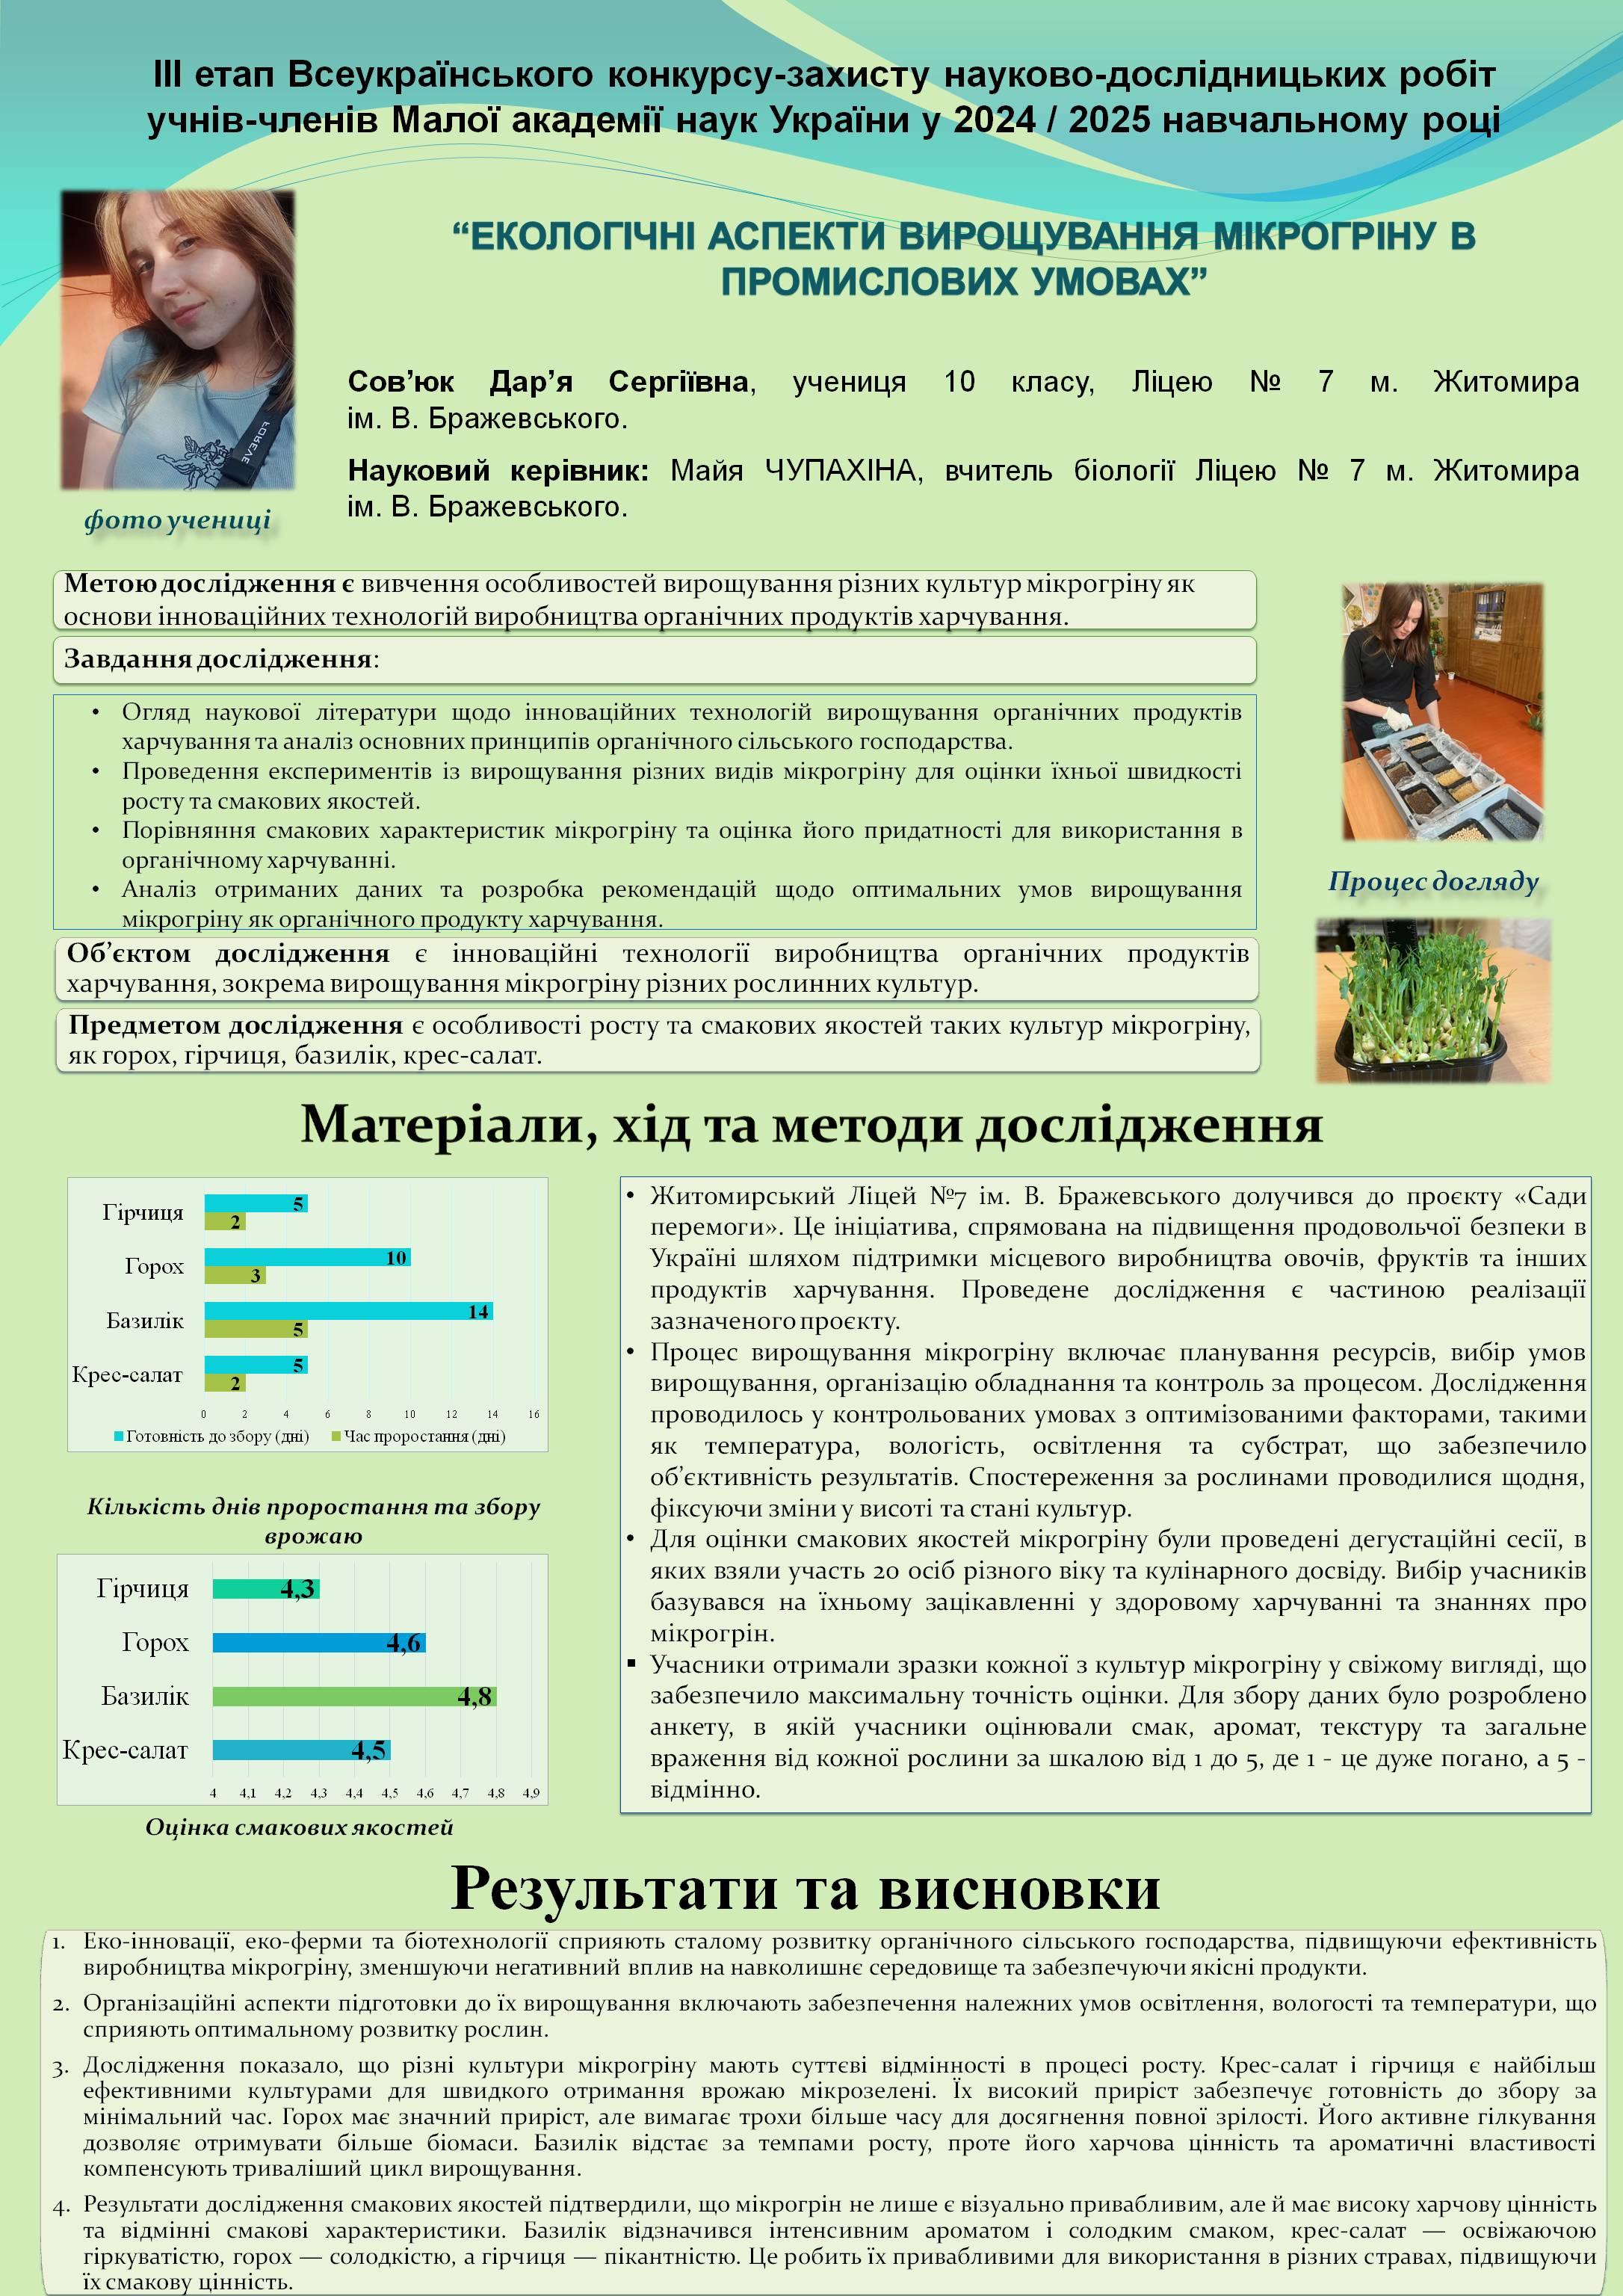 III етап Всеукраїнського конкурсу-захисту науково-дослідницьких робіт
учнів-членів Малої академії наук України у 2024 / 2025 навчальному році
“ЕКОЛОГІЧНІ АСПЕКТИ ВИРОЩУВАННЯ МІКРОГРІНУ В
ПРОМИСЛОВИХ УМОВАХ”
Сов’юк Дар’я Сергіївна, учениця 10 класу, Ліцею № 7 м. Житомира
ім. В. Бражевського.
Науковий керівник: Майя ЧУПАХІНА, вчитель біології Ліцею № 7 м. Житомира
ім. В. Бражевського.
фото учениці
Метою дослідження є вивчення особливостей вирощування різних культур мікрогріну як
основи інноваційних технологій виробництва органічних продуктів харчування.
Завдання дослідження:
• Огляд наукової літератури щодо інноваційних технологій вирощування органічних продуктів
харчування та аналіз основних принципів органічного сільського господарства.
• Проведення експериментів із вирощування різних видів мікрогріну для оцінки їхньої швидкості
росту та смакових якостей.
• Порівняння смакових характеристик мікрогріну та оцінка його придатності для використання в
органічному харчуванні.
• Аналіз отриманих даних та розробка рекомендацій щодо оптимальних умов вирощування
мікрогріну як органічного продукту харчування.
Процес догляду
Об’єктом дослідження є інноваційні технології виробництва органічних продуктів
харчування, зокрема вирощування мікрогріну різних рослинних культур.
Предметом дослідження є особливості росту та смакових якостей таких культур мікрогріну,
як горох, гірчиця, базилік, крес-салат.
Матеріали, хід та методи дослідження
Гірчиця 5
2
Горох 10
3
Базилік 14
5
Крес-салат 5
2
0 2 4 6 8 10 12 14 16
Готовність до збору (дні) Час проростання (дні)
Кількість днів проростання та збору
врожаю
Гірчиця 4,3
Горох 4,6
Базилік 4,8
Крес-салат 4,5
4 4,1 4,2 4,3 4,4 4,5 4,6 4,7 4,8 4,9
Оцінка смакових якостей
• Житомирський Ліцей №7 ім. В. Бражевського долучився до проєкту «Сади
перемоги». Це ініціатива, спрямована на підвищення продовольчої безпеки в
Україні шляхом підтримки місцевого виробництва овочів, фруктів та інших
продуктів харчування. Проведене дослідження є частиною реалізації
зазначеного проєкту.
• Процес вирощування мікрогріну включає планування ресурсів, вибір умов
вирощування, організацію обладнання та контроль за процесом. Дослідження
проводилось у контрольованих умовах з оптимізованими факторами, такими
як температура, вологість, освітлення та субстрат, що забезпечило
об’єктивність результатів. Спостереження за рослинами проводилися щодня,
фіксуючи зміни у висоті та стані культур.
• Для оцінки смакових якостей мікрогріну були проведені дегустаційні сесії, в
яких взяли участь 20 осіб різного віку та кулінарного досвіду. Вибір учасників
базувався на їхньому зацікавленні у здоровому харчуванні та знаннях про
мікрогрін.
▪ Учасники отримали зразки кожної з культур мікрогріну у свіжому вигляді, що
забезпечило максимальну точність оцінки. Для збору даних було розроблено
анкету, в якій учасники оцінювали смак, аромат, текстуру та загальне
враження від кожної рослини за шкалою від 1 до 5, де 1 - це дуже погано, а 5 -
відмінно.
Результати та висновки
1. Еко-інновації, еко-ферми та біотехнології сприяють сталому розвитку органічного сільського господарства, підвищуючи ефективність
виробництва мікрогріну, зменшуючи негативний вплив на навколишнє середовище та забезпечуючи якісні продукти.
2. Організаційні аспекти підготовки до їх вирощування включають забезпечення належних умов освітлення, вологості та температури, що
сприяють оптимальному розвитку рослин.
3. Дослідження показало, що різні культури мікрогріну мають суттєві відмінності в процесі росту. Крес-салат і гірчиця є найбільш
ефективними культурами для швидкого отримання врожаю мікрозелені. Їх високий приріст забезпечує готовність до збору за
мінімальний час. Горох має значний приріст, але вимагає трохи більше часу для досягнення повної зрілості. Його активне гілкування
дозволяє отримувати більше біомаси. Базилік відстає за темпами росту, проте його харчова цінність та ароматичні властивості
компенсують триваліший цикл вирощування.
4. Результати дослідження смакових якостей підтвердили, що мікрогрін не лише є візуально привабливим, але й має високу харчову цінність
та відмінні смакові характеристики. Базилік відзначився інтенсивним ароматом і солодким смаком, крес-салат — освіжаючою
гіркуватістю, горох — солодкістю, а гірчиця — пікантністю. Це робить їх привабливими для використання в різних стравах, підвищуючи
їх смакову цінність.